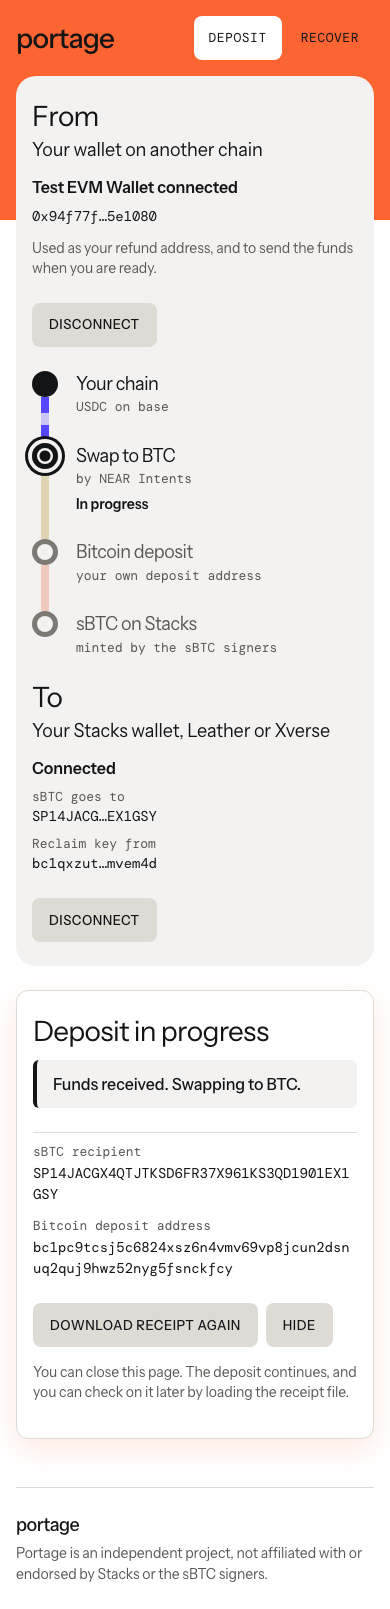 portage
DEPOSIT
RECOVER
From
Your wallet on another chain
Test EVM Wallet connected
0x94f77f…5e1080
Used as your refund address, and to send the funds
when you are ready.
DISCONNECT
Your chain
USDC on base
Swap to BTC
by NEAR Intents
In progress
Bitcoin deposit
your own deposit address
sBTC on Stacks
minted by the sBTC signers
To
Your Stacks wallet, Leather or Xverse
Connected
sBTC goes to
SP14JACG…EX1GSY
Reclaim key from
bc1qxzut…mvem4d
DISCONNECT
Deposit in progress
Funds received. Swapping to BTC.
sBTC recipient
SP14JACGX4QTJTKSD6FR37X961KS3QD1901EX1
GSY
Bitcoin deposit address
bc1pc9tcsj5c6824xsz6n4vmv69vp8jcun2dsn
uq2quj9hwz52nyg5fsnckfcy
DOWNLOAD RECEIPT AGAIN
HIDE
You can close this page. The deposit continues, and
you can check on it later by loading the receipt file.
portage
Portage is an independent project, not affiliated with or
endorsed by Stacks or the sBTC signers.